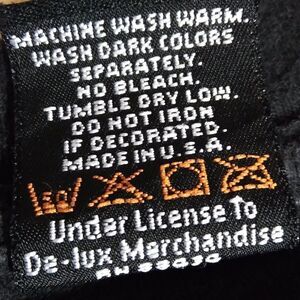 MACHINE WASH WARM.
WASH DARK COLORS
SEPARATELY.
NO BLEACH.
TUMBLE DRY LOW.
DO NOT IRON
IF DECORATED.
MADE IN U.S.A.
Under License To
De-lux Merchandise